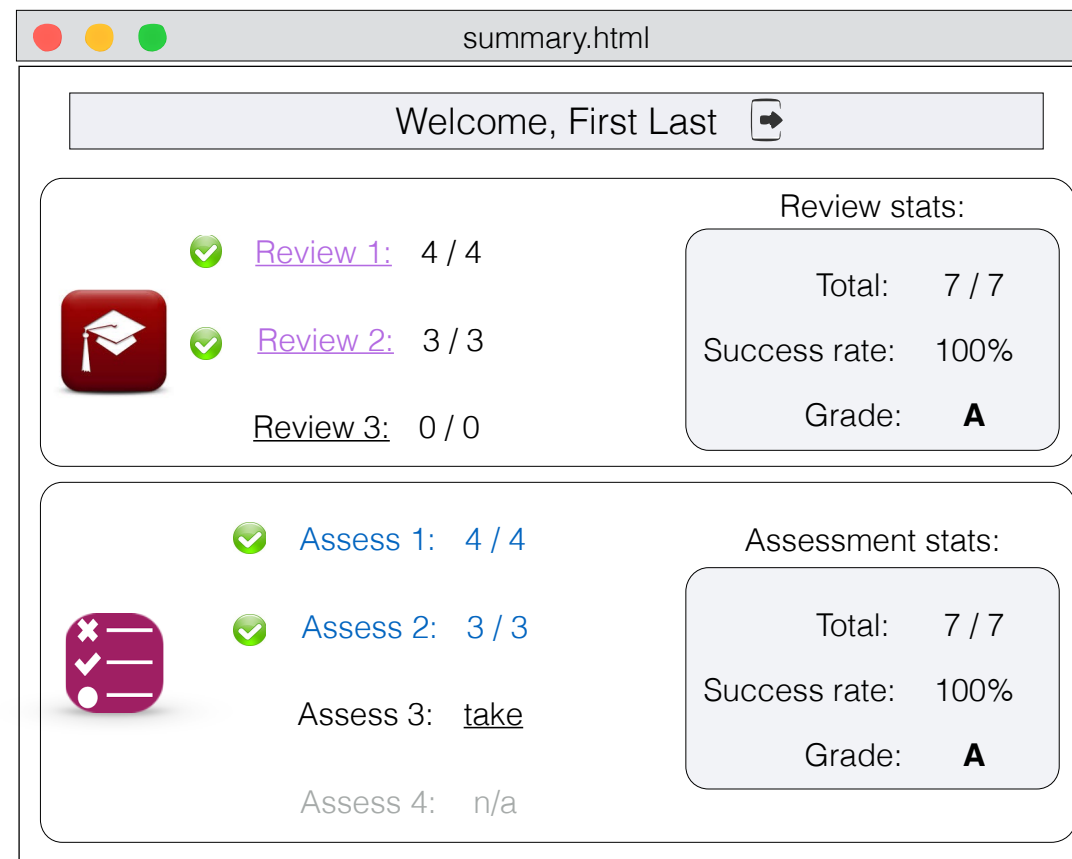 summary.html
Welcome, First Last
Review 1: 4 / 4
Review 2: 3 / 3
Review 3: 0 / 0
Review stats:
Total: 7 / 7
Success rate: 100%
Grade: A
Assess 1: 4 / 4
Assess 2: 3 / 3
Assess 3: take
Assess 4: n/a
Assessment stats:
Total: 7 / 7
Success rate: 100%
Grade: A